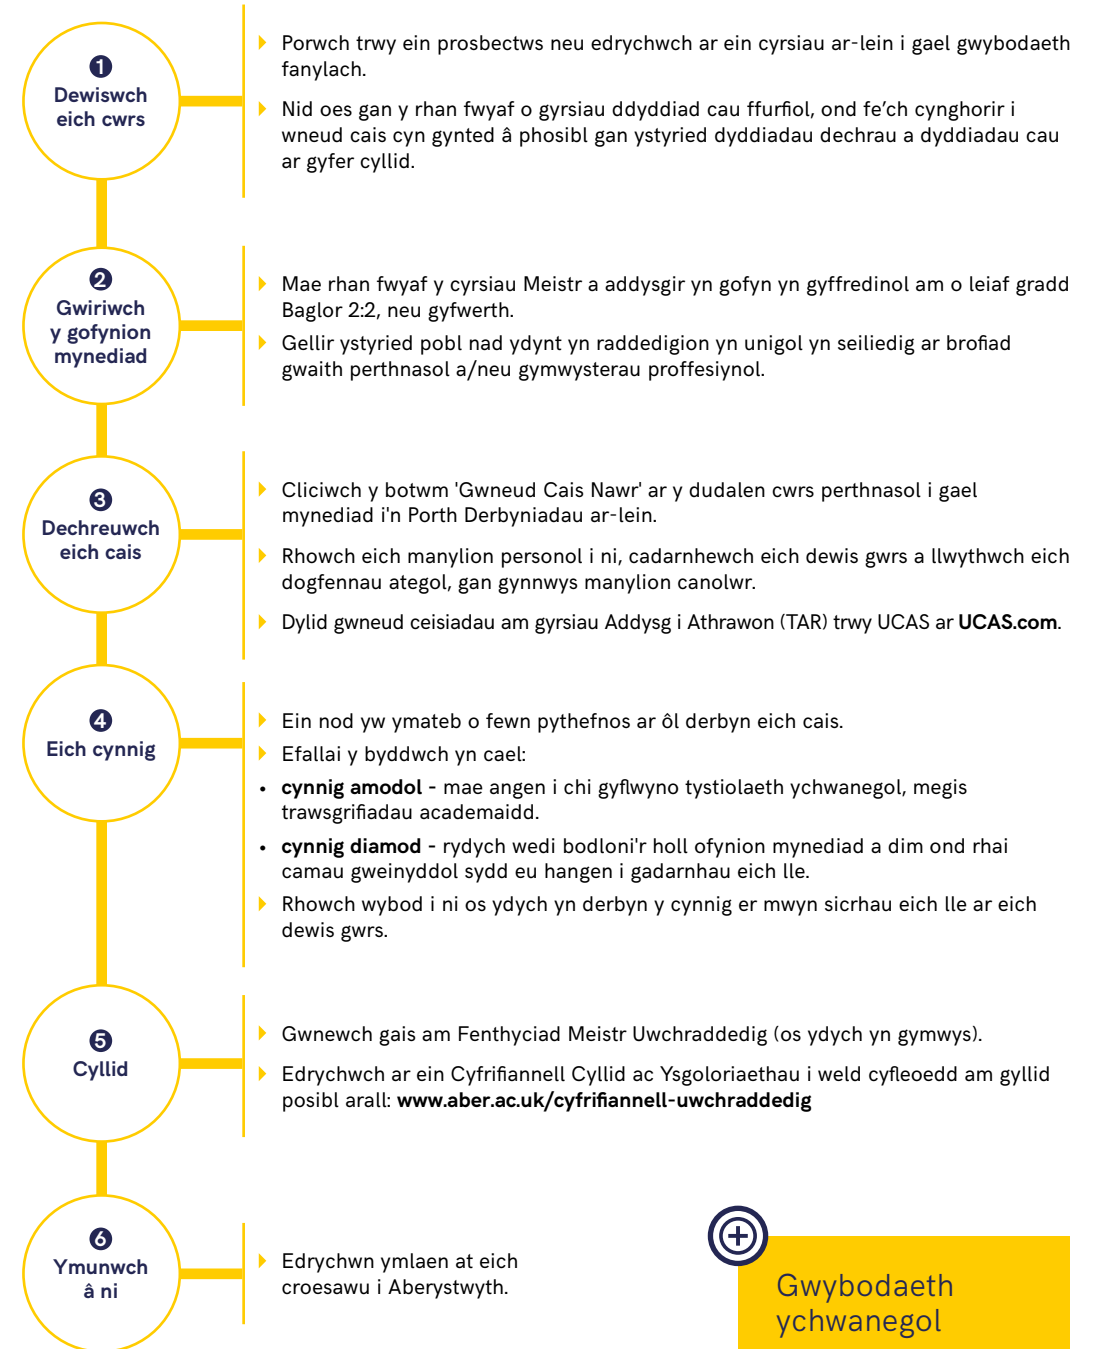 ❶
Dewiswch
eich cwrs
Porwch trwy ein prosbectws neu edrychwch ar ein cyrsiau ar-lein i gael gwybodaeth
fanylach.
Nid oes gan y rhan fwyaf o gyrsiau ddyddiad cau ffurfiol, ond fe’ch cynghorir i
wneud cais cyn gynted â phosibl gan ystyried dyddiadau dechrau a dyddiadau cau
ar gyfer cyllid.
❷
Gwiriwch
y gofynion
mynediad
Mae rhan fwyaf y cyrsiau Meistr a addysgir yn gofyn yn gyffredinol am o leiaf gradd
Baglor 2:2, neu gyfwerth.
Gellir ystyried pobl nad ydynt yn raddedigion yn unigol yn seiliedig ar brofiad
gwaith perthnasol a/neu gymwysterau proffesiynol.
❸
Dechreuwch
eich cais
Cliciwch y botwm 'Gwneud Cais Nawr' ar y dudalen cwrs perthnasol i gael
mynediad i'n Porth Derbyniadau ar-lein.
Rhowch eich manylion personol i ni, cadarnhewch eich dewis gwrs a llwythwch eich
dogfennau ategol, gan gynnwys manylion canolwr.
Dylid gwneud ceisiadau am gyrsiau Addysg i Athrawon (TAR) trwy UCAS ar UCAS.com.
❹
Eich cynnig
Ein nod yw ymateb o fewn pythefnos ar ôl derbyn eich cais.
Efallai y byddwch yn cael:
• cynnig amodol - mae angen i chi gyflwyno tystiolaeth ychwanegol, megis
trawsgrifiadau academaidd.
• cynnig diamod - rydych wedi bodloni'r holl ofynion mynediad a dim ond rhai
camau gweinyddol sydd eu hangen i gadarnhau eich lle.
Rhowch wybod i ni os ydych yn derbyn y cynnig er mwyn sicrhau eich lle ar eich
dewis gwrs.
❺
Cyllid
Gwnewch gais am Fenthyciad Meistr Uwchraddedig (os ydych yn gymwys).
Edrychwch ar ein Cyfrifiannell Cyllid ac Ysgoloriaethau i weld cyfleoedd am gyllid
posibl arall: www.aber.ac.uk/cyfrifiannell-uwchraddedig
❻
Ymunwch
â ni
Edrychwn ymlaen at eich
croesawu i Aberystwyth.
Gwybodaeth
ychwanegol